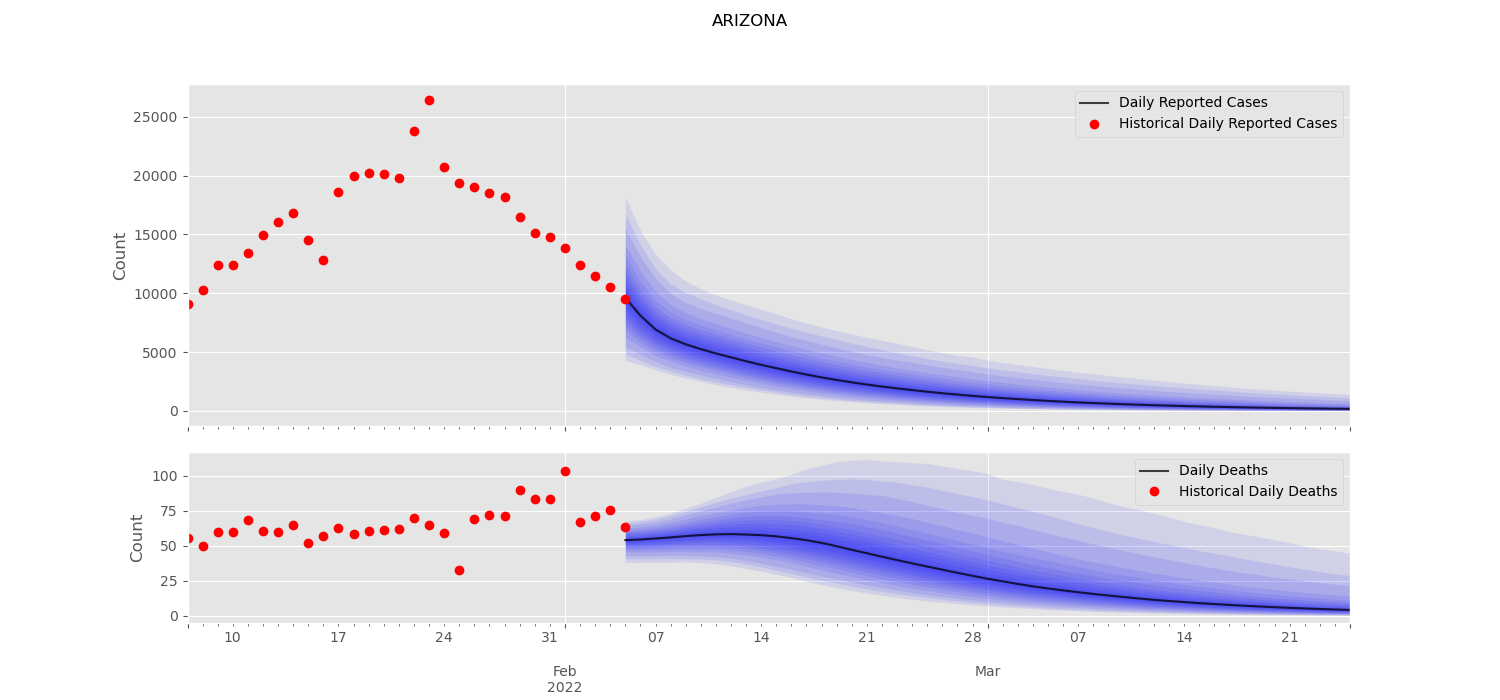 ARIZONA
Daily Reported Cases
Historical Daily Reported Cases
Count
25000
20000
15000
10000
5000
0
Daily Deaths
Historical Daily Deaths
Count
100
75
50
25
0
10 17 24 31 07 14 21 28 07 14 21
Feb Mar
2022